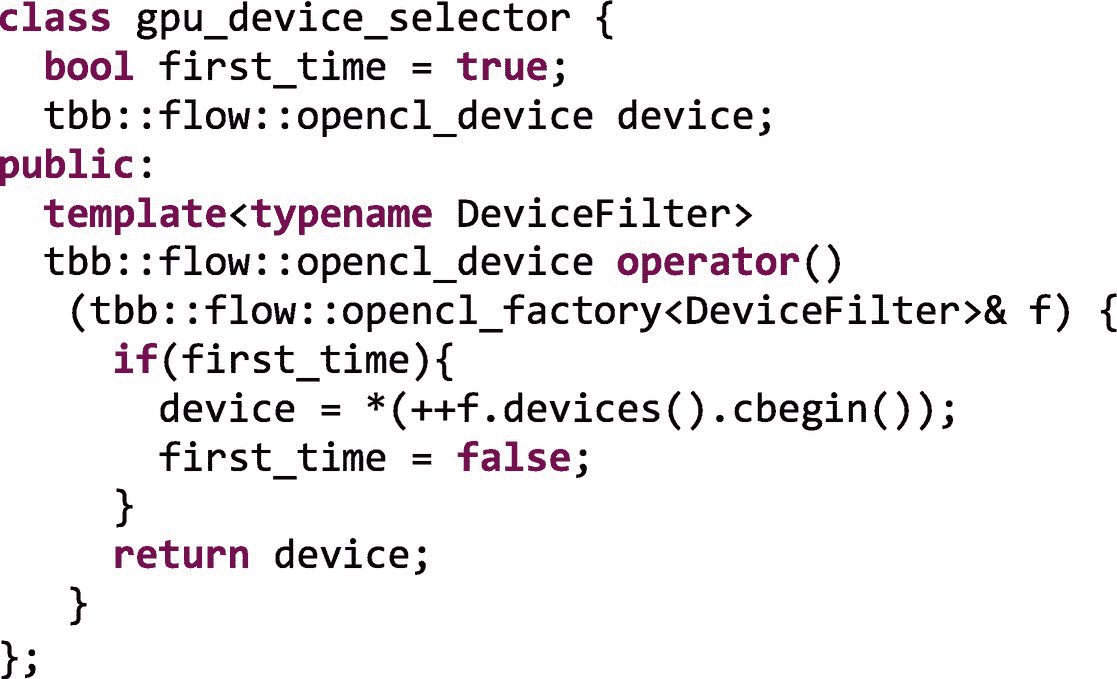 class gpu_device_selector {
  bool first_time = true;
  tbb::flow::opencl_device device;
public:
  template<typename DeviceFilter>
  tbb::flow::opencl_device operator()
   (tbb::flow::opencl_factory<DeviceFilter>& f) {
     if(first_time){
       device = *(++f.devices().cbegin());
       first_time = false;
     }
     return device;
   }
};